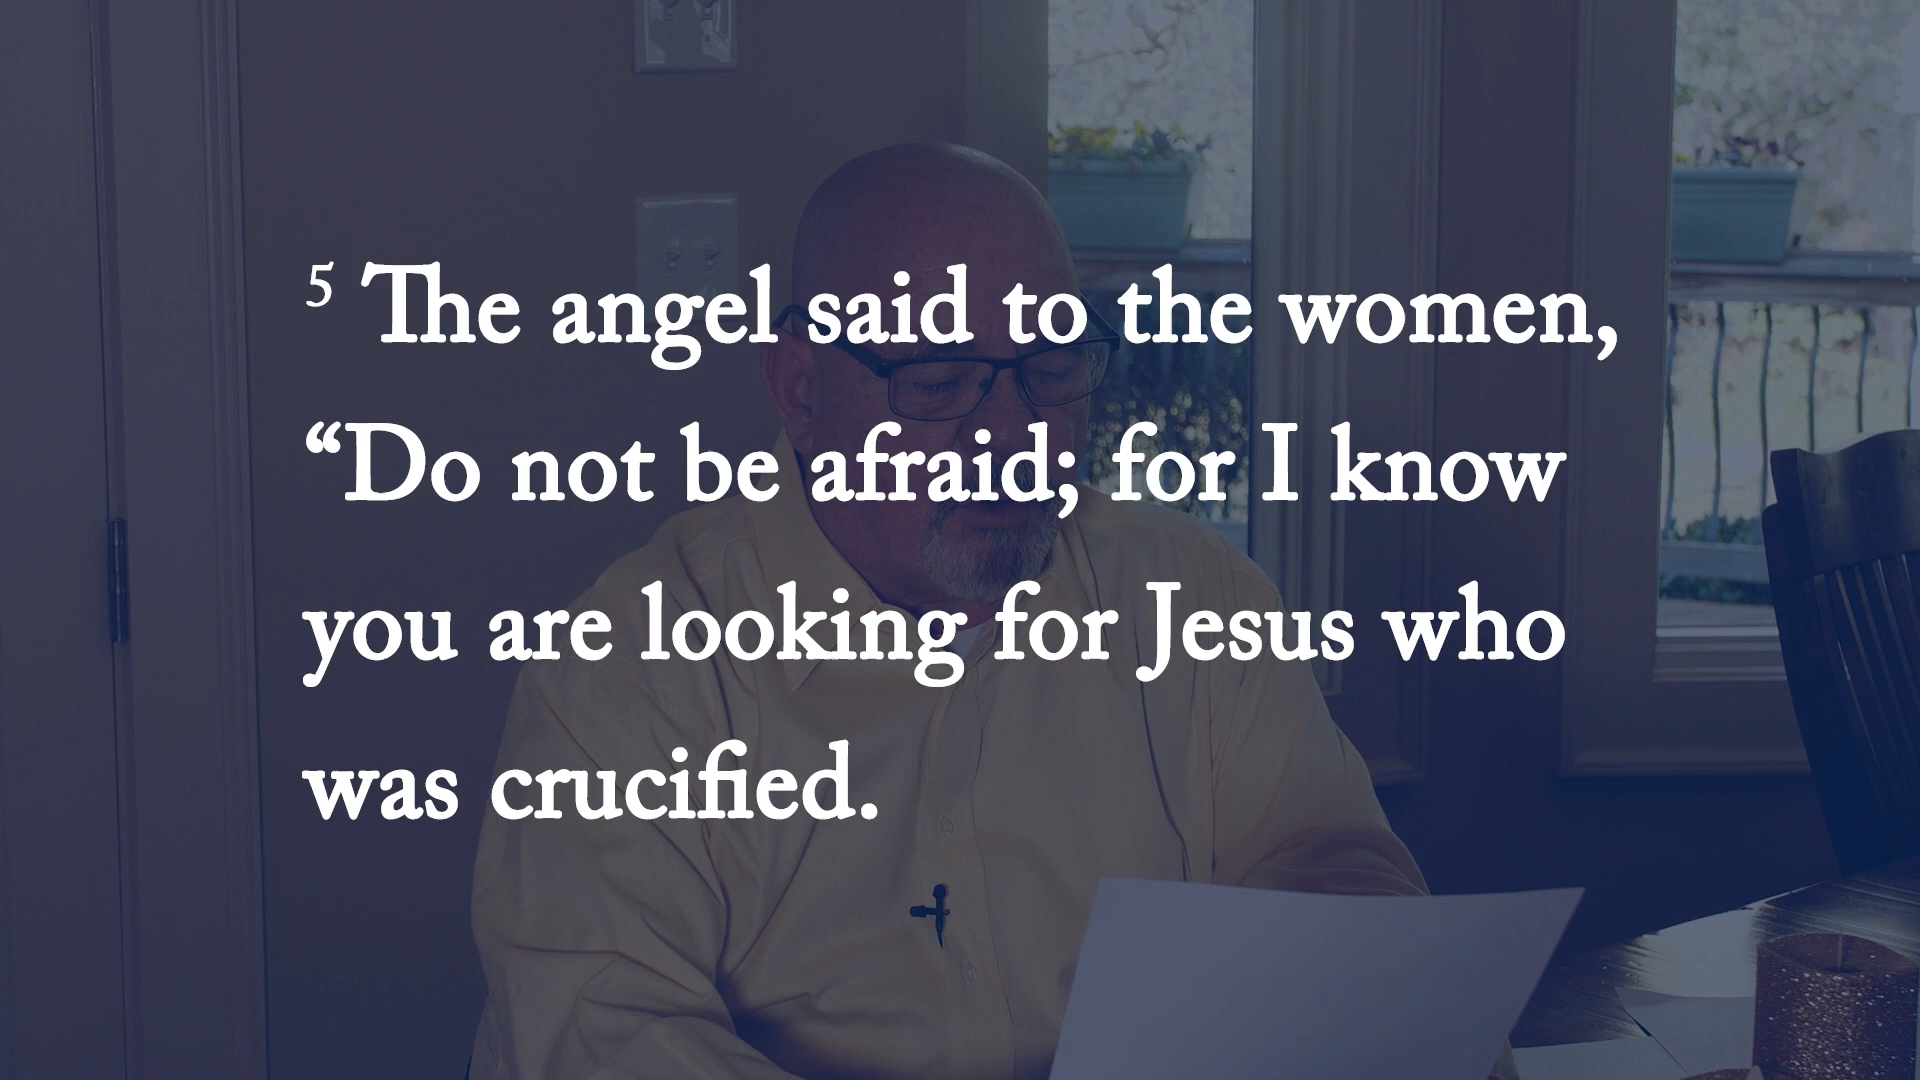 5 The angel said to the women,
“Do not be afraid; for I know
you are looking for Jesus who
was crucified.